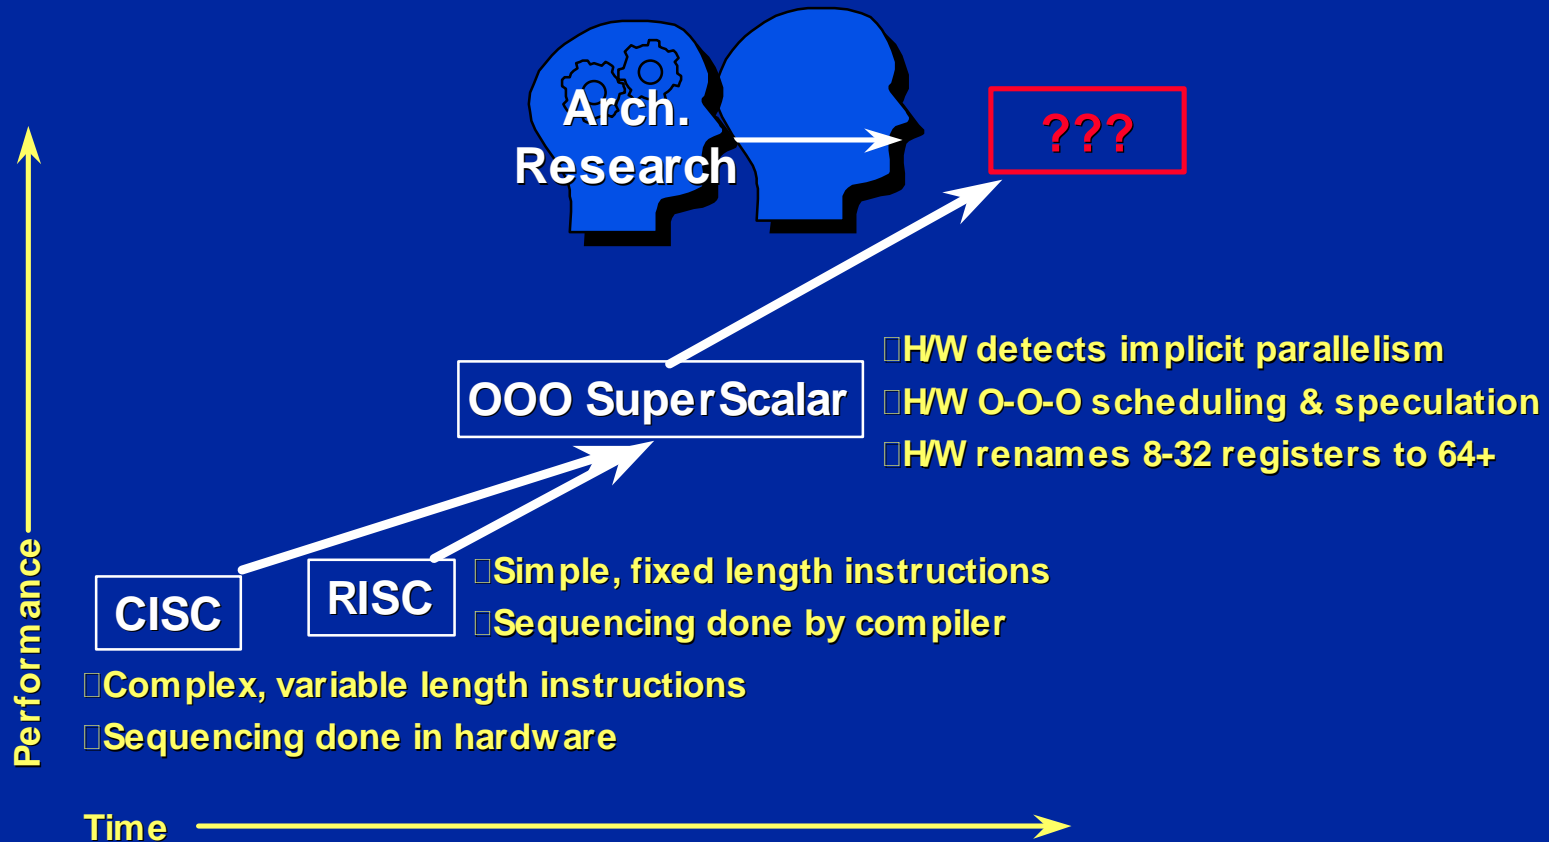 Arch.
Research
???
OOO SuperScalar
H/W detects implicit parallelism
H/W O-O-O scheduling & speculation
H/W renames 8-32 registers to 64+
CISC
RISC
Simple, fixed length instructions
Sequencing done by compiler
Complex, variable length instructions
Sequencing done in hardware
Performance
Time